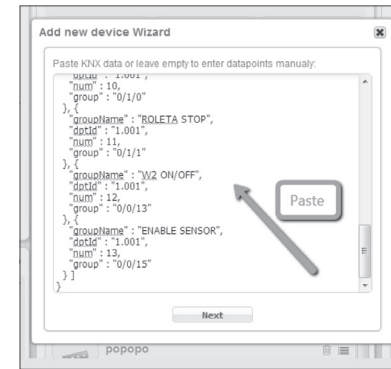 Add new device Wizard
Paste KNX data or leave empty to enter datapoints manualy:
"dptId" : "1.001",
"num" : 10,
"group" : "0/1/0"
}, {
"groupName" : "ROLETA STOP",
"dptId" : "1.001",
"num" : 11,
"group" : "0/1/1"
}, {
"groupName" : "W2 ON/OFF",
"dptId" : "1.001",
"num" : 12,
"group" : "0/0/13"
}, {
"groupName" : "ENABLE SENSOR",
"dptId" : "1.001",
"num" : 13,
"group" : "0/0/15"
} ]
}
Paste
Next
popopo